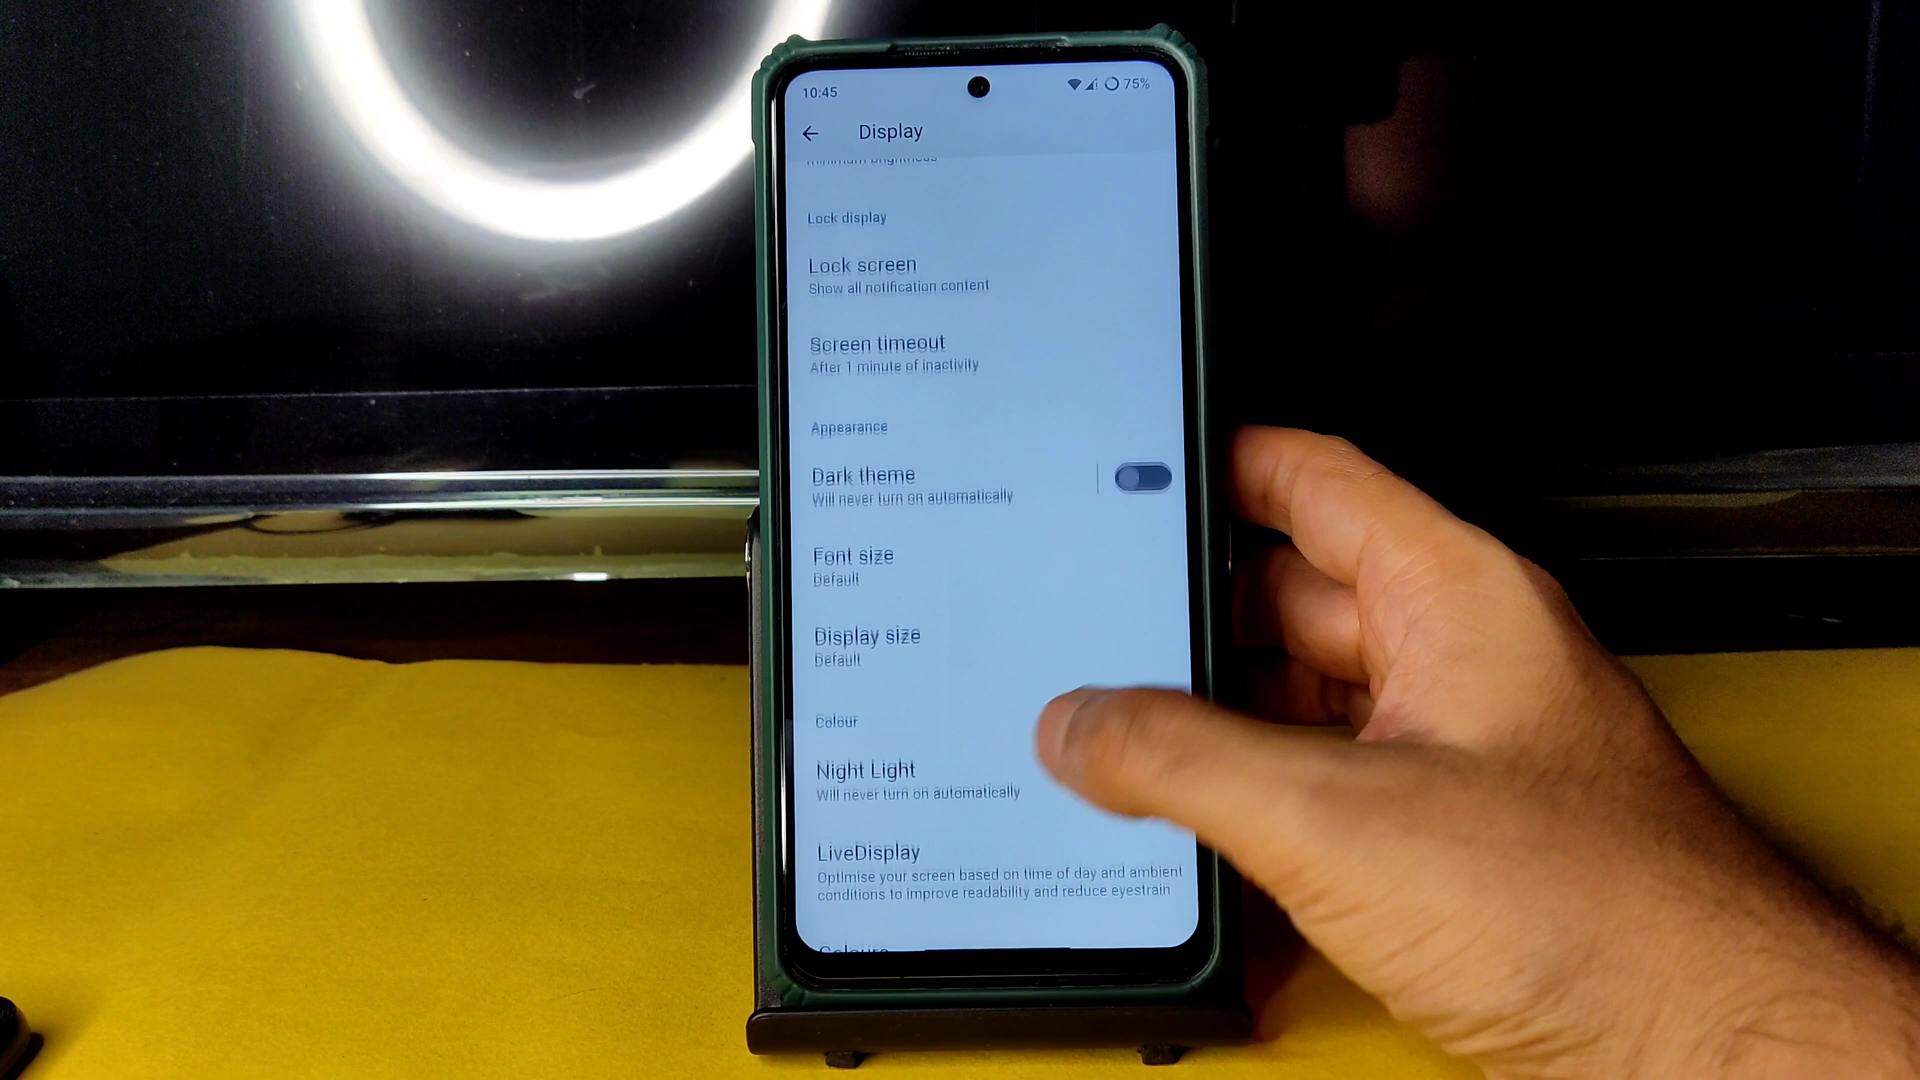 10:45
75%
Display
minimum brightness
Lock display
Lock screen
Show all notification content
Screen timeout
After 1 minute of inactivity
Appearance
Dark theme
Will never turn on automatically
Font size
Default
Display size
Default
Colour
Night Light
Will never turn on automatically
LiveDisplay
Optimise your screen based on time of day and ambient
conditions to improve readability and reduce eyestrain
Colours